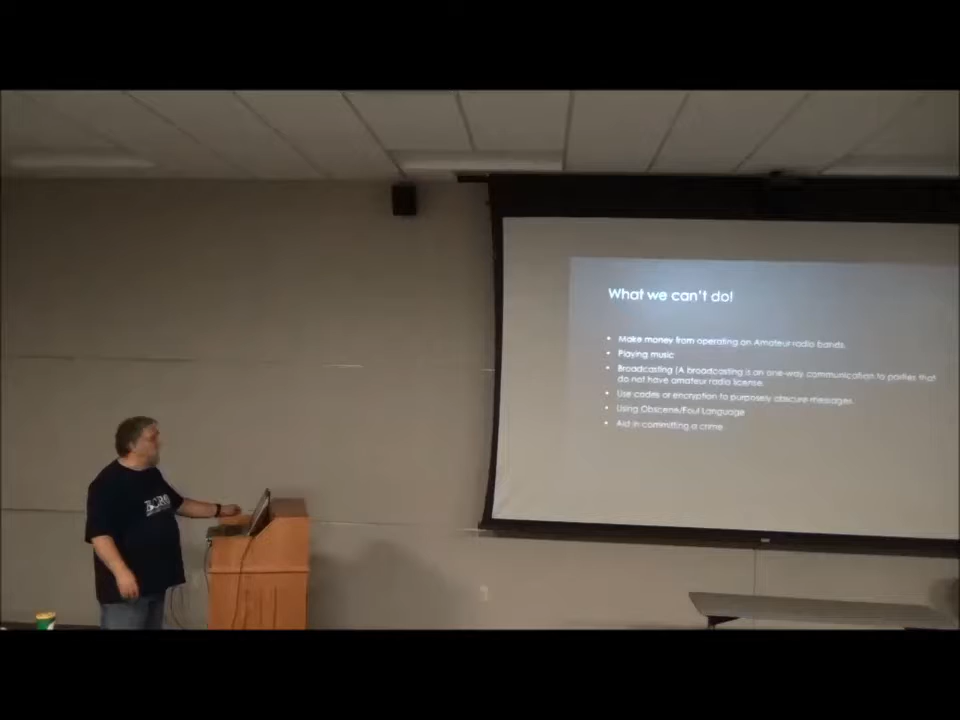 What we can't do!
• Make money from operating on Amateur radio bands.
• Playing music
• Broadcasting (A broadcasting is an one-way communication to parties that
do not have amateur radio license.
• Use codes or encryption to purposely obscure messages.
• Using Obscene/Foul Language
• Aid in committing a crime